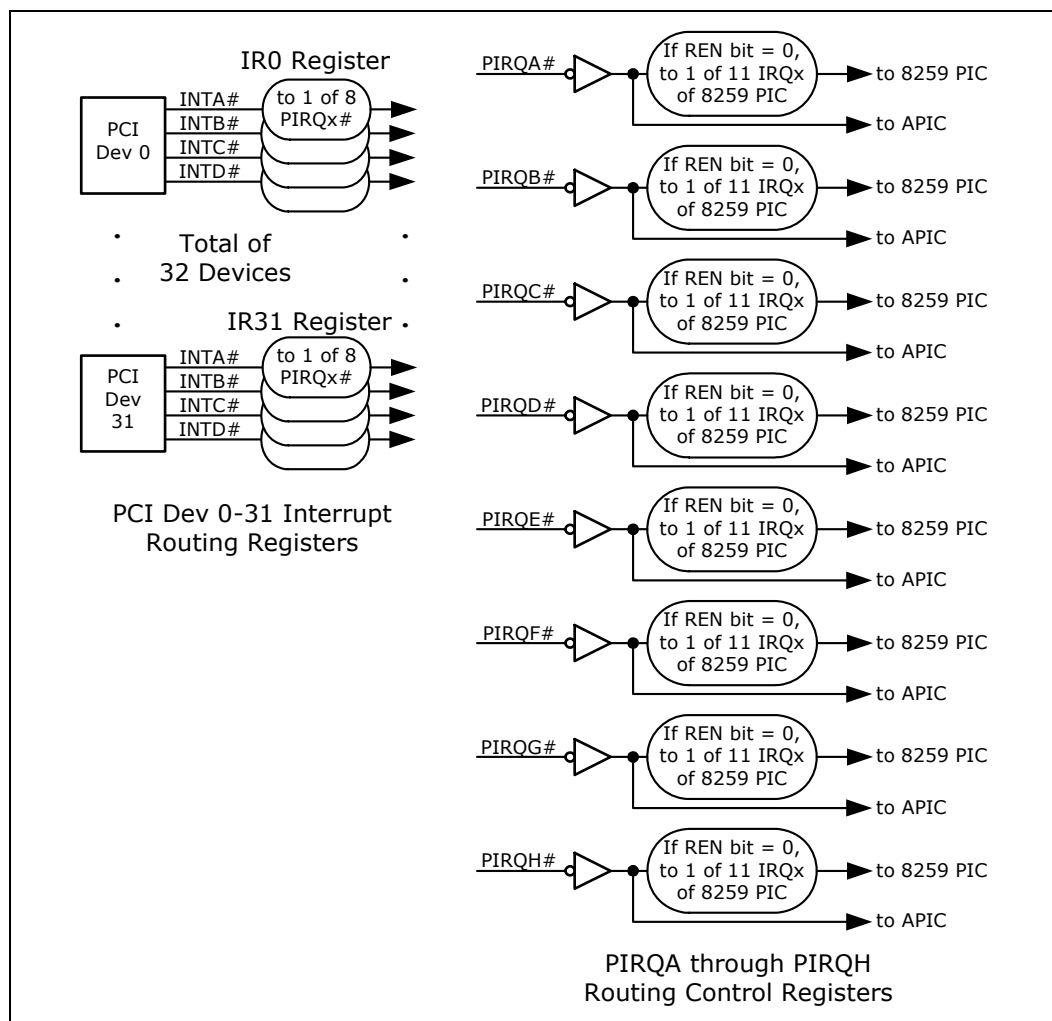 IR0 Register
PCI
Dev 0
INTA#
INTB#
INTC#
INTD#
to 1 of 8
PIRQx#
Total of
32 Devices
IR31 Register
PCI
Dev
31
INTA#
INTB#
INTC#
INTD#
to 1 of 8
PIRQx#
PCI Dev 0-31 Interrupt
Routing Registers
PIRQA#
If REN bit = 0,
to 1 of 11 IRQx
of 8259 PIC
to 8259 PIC
to APIC
PIRQB#
If REN bit = 0,
to 1 of 11 IRQx
of 8259 PIC
to 8259 PIC
to APIC
PIRQC#
If REN bit = 0,
to 1 of 11 IRQx
of 8259 PIC
to 8259 PIC
to APIC
PIRQD#
If REN bit = 0,
to 1 of 11 IRQx
of 8259 PIC
to 8259 PIC
to APIC
PIRQE#
If REN bit = 0,
to 1 of 11 IRQx
of 8259 PIC
to 8259 PIC
to APIC
PIRQF#
If REN bit = 0,
to 1 of 11 IRQx
of 8259 PIC
to 8259 PIC
to APIC
PIRQG#
If REN bit = 0,
to 1 of 11 IRQx
of 8259 PIC
to 8259 PIC
to APIC
PIRQH#
If REN bit = 0,
to 1 of 11 IRQx
of 8259 PIC
to 8259 PIC
to APIC
PIRQA through PIRQH
Routing Control Registers